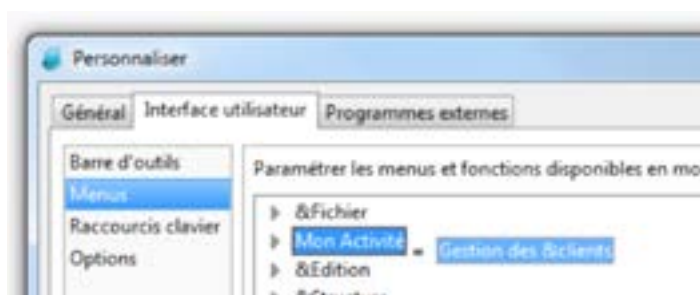 Personnaliser
Général Interface utilisateur Programmes externes
Barre d'outils
Menus
Raccourcis clavier
Options
Paramétrer les menus et fonctions disponibles en mo
&Fichier
Mon Activité = Gestion des &clients
&Edition
&Structure